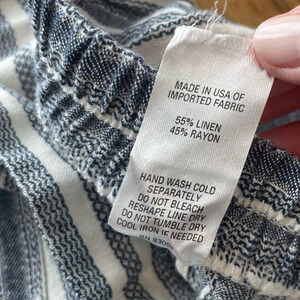 MADE IN USA OF
IMPORTED FABRIC
55% LINEN
45% RAYON
HAND WASH COLD
SEPARATELY
DO NOT BLEACH
RESHAPE LINE DRY
DO NOT TUMBLE DRY
COOL IRON IF NEEDED
RN